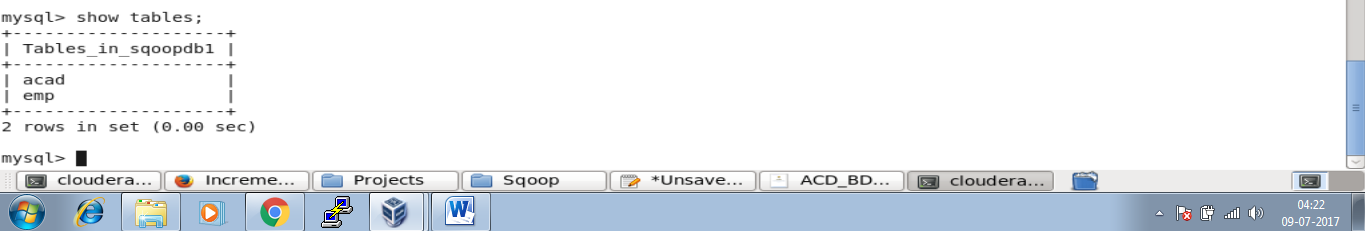 mysql> show tables;
+--------------------+
| Tables_in_sqoopdb1 |
+--------------------+
| acad               |
| emp                |
+--------------------+
2 rows in set (0.00 sec)
mysql>
cloudera... Increme... Projects Sqoop *Unsave... ACD_BD... cloudera...
W 04:22
09-07-2017